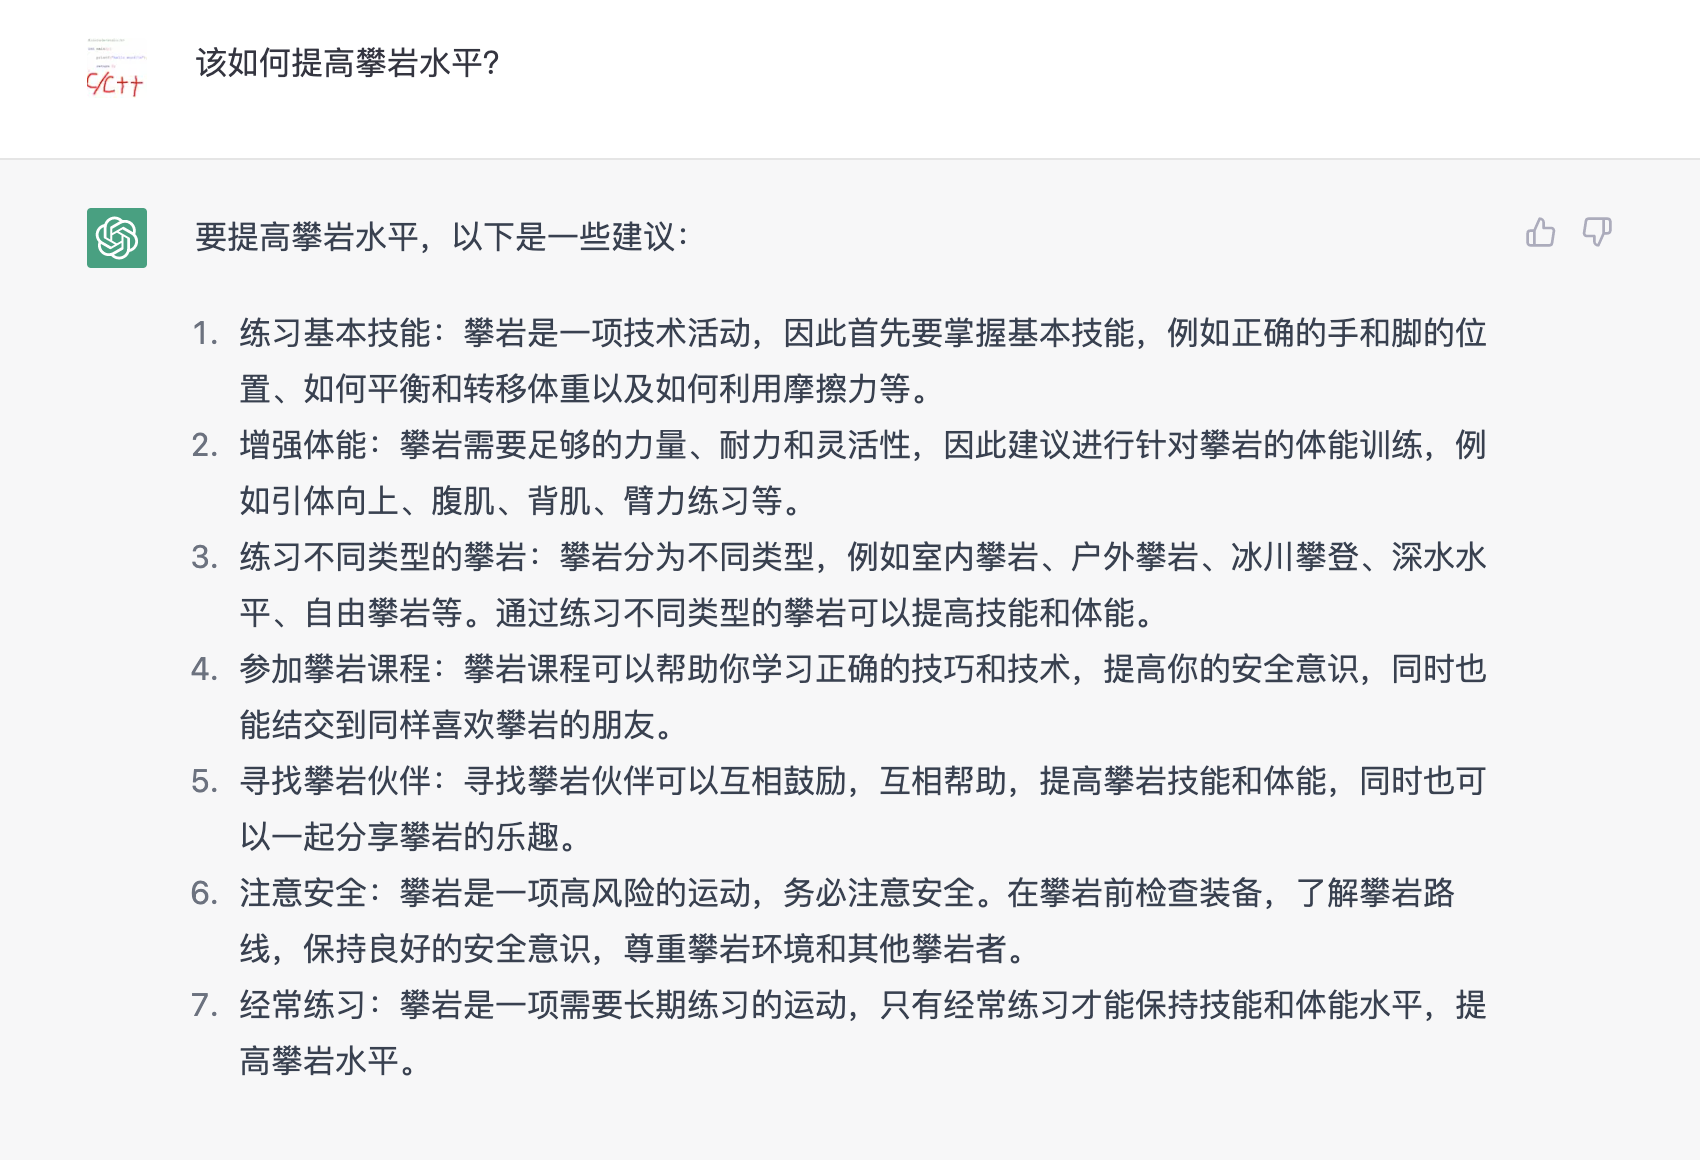 C/C++
该如何提高攀岩水平?
要提高攀岩水平，以下是一些建议：
1. 练习基本技能：攀岩是一项技术活动，因此首先要掌握基本技能，例如正确的手和脚的位
置、如何平衡和转移体重以及如何利用摩擦力等。
2. 增强体能：攀岩需要足够的力量、耐力和灵活性，因此建议进行针对攀岩的体能训练，例
如引体向上、腹肌、背肌、臂力练习等。
3. 练习不同类型的攀岩：攀岩分为不同类型，例如室内攀岩、户外攀岩、冰川攀登、深水水
平、自由攀岩等。通过练习不同类型的攀岩可以提高技能和体能。
4. 参加攀岩课程：攀岩课程可以帮助你学习正确的技巧和技术，提高你的安全意识，同时也
能结交到同样喜欢攀岩的朋友。
5. 寻找攀岩伙伴：寻找攀岩伙伴可以互相鼓励，互相帮助，提高攀岩技能和体能，同时也可
以一起分享攀岩的乐趣。
6. 注意安全：攀岩是一项高风险的运动，务必注意安全。在攀岩前检查装备，了解攀岩路
线，保持良好的安全意识，尊重攀岩环境和其他攀岩者。
7. 经常练习：攀岩是一项需要长期练习的运动，只有经常练习才能保持技能和体能水平，提
高攀岩水平。